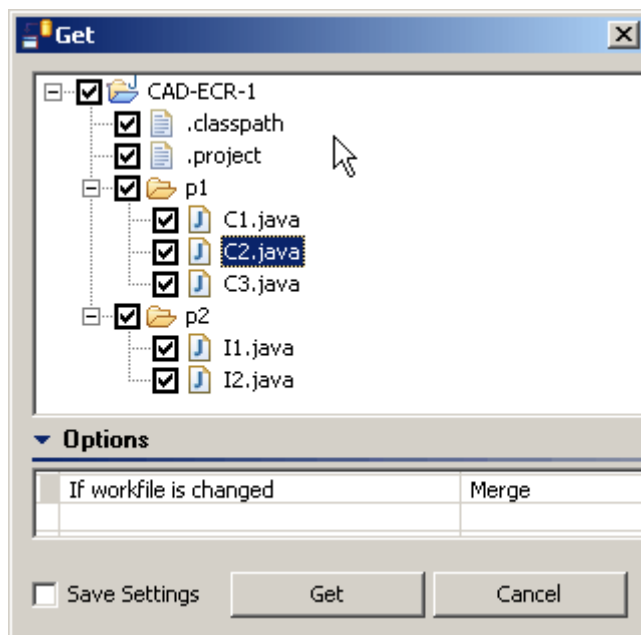 Get
CAD-ECR-1
.classpath
.project
p1
C1.java
C2.java
C3.java
p2
I1.java
I2.java
Options
If workfile is changed Merge
Save Settings Get Cancel